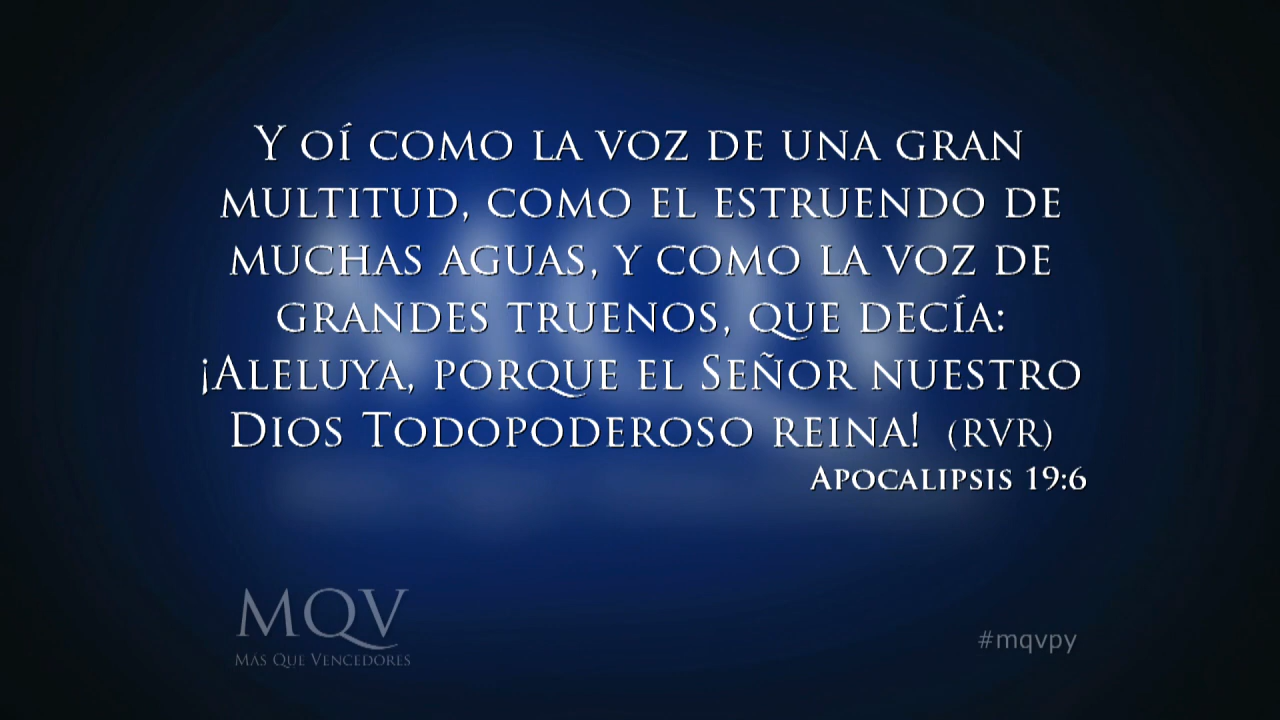 Y oí como la voz de una gran
multitud, como el estruendo de
muchas aguas, y como la voz de
grandes truenos, que decía:
¡Aleluya, porque el Señor nuestro
Dios Todopoderoso reina! (RVR)
Apocalipsis 19:6
MQV
Más Que Vencedores
#mqvpy